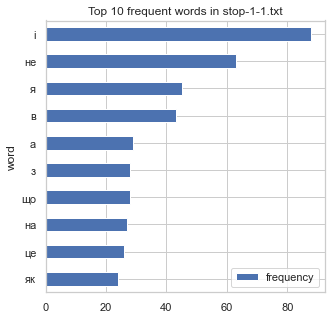 Top 10 frequent words in stop-1-1.txt
і
не
я
в
а
з
що
на
це
як
word
0 20 40 60 80
frequency